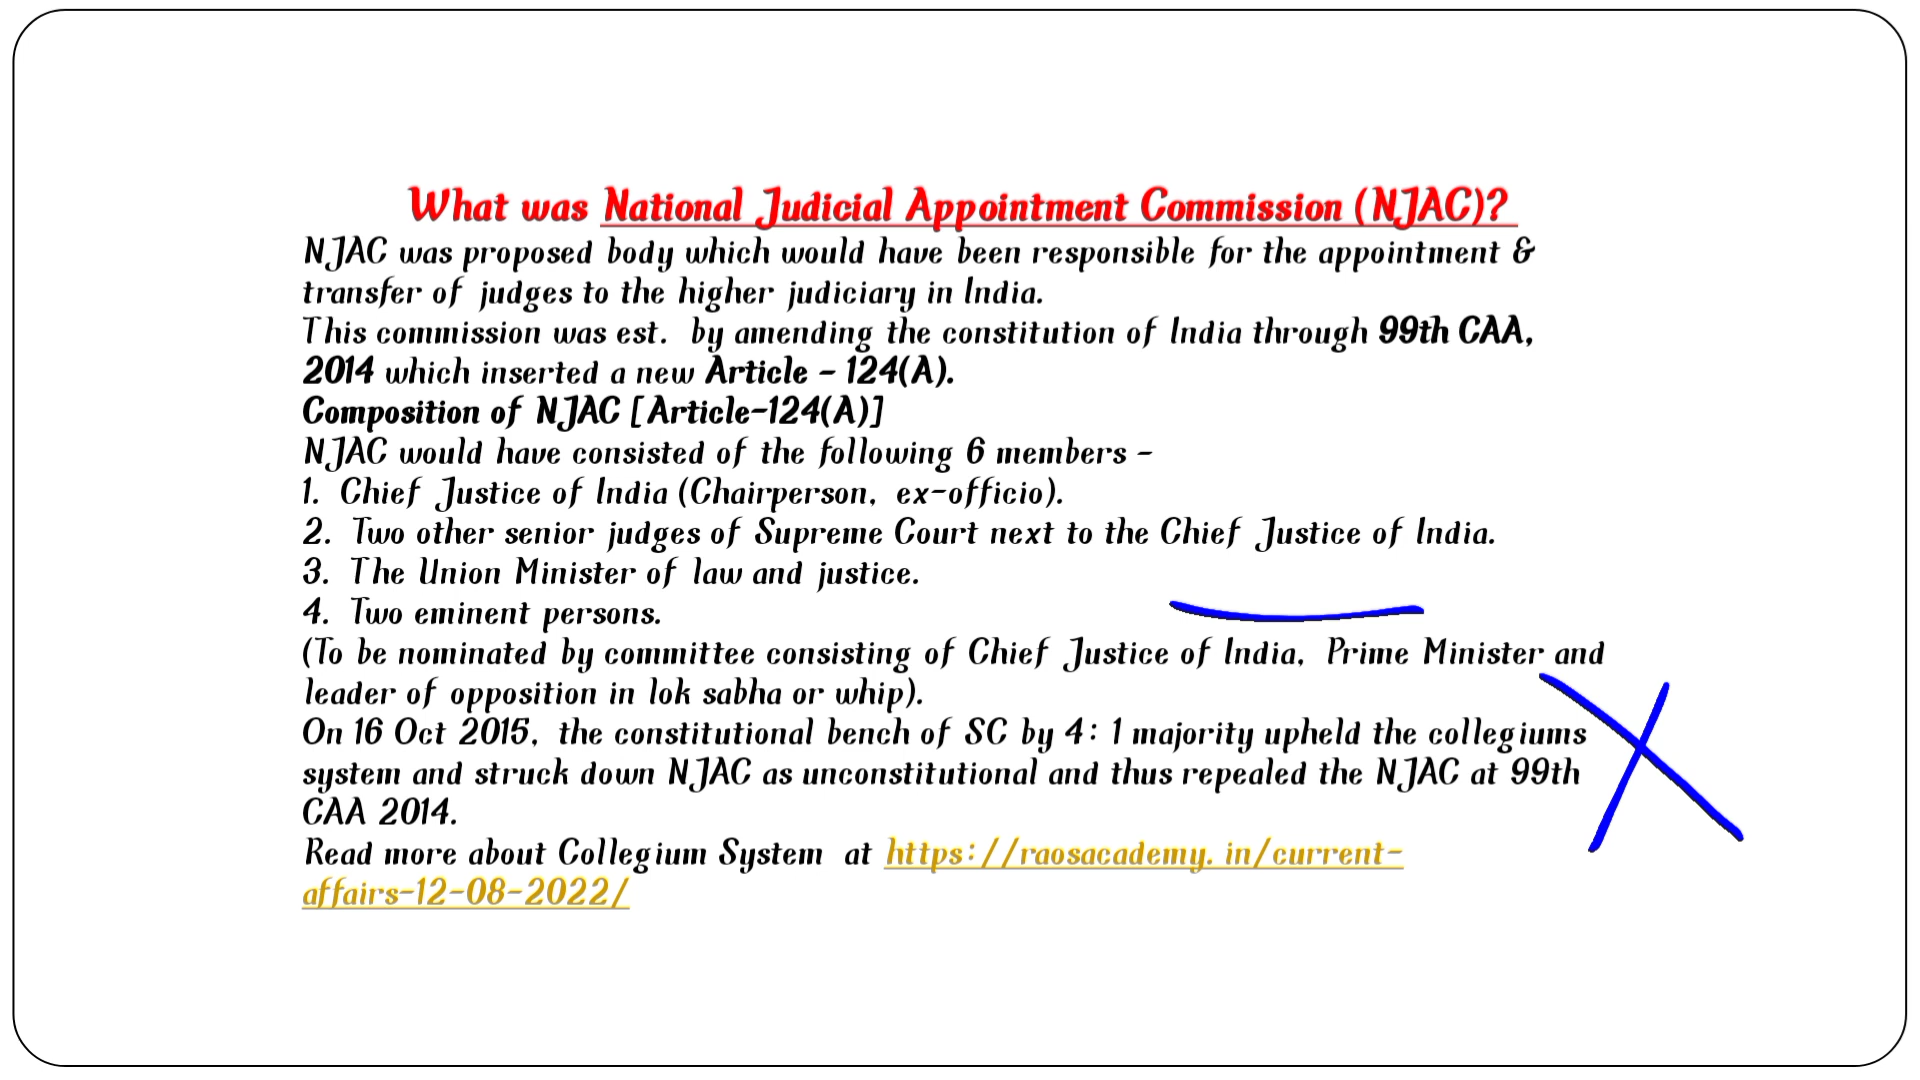 What was National Judicial Appointment Commission (NJAC)?
NJAC was proposed body which would have been responsible for the appointment &
transfer of judges to the higher judiciary in India.
This commission was est. by amending the constitution of India through 99th CAA,
2014 which inserted a new Article - 124(A).
Composition of NJAC [Article-124(A)]
NJAC would have consisted of the following 6 members -
1. Chief Justice of India (Chairperson, ex-officio).
2. Two other senior judges of Supreme Court next to the Chief Justice of India.
3. The Union Minister of law and justice.
4. Two eminent persons.
(To be nominated by committee consisting of Chief Justice of India, Prime Minister and
leader of opposition in lok sabha or whip).
On 16 Oct 2015, the constitutional bench of SC by 4: 1 majority upheld the collegiums
system and struck down NJAC as unconstitutional and thus repealed the NJAC at 99th
CAA 2014.
Read more about Collegium System at https://raosacademy. in/current-
affairs-12-08-2022/